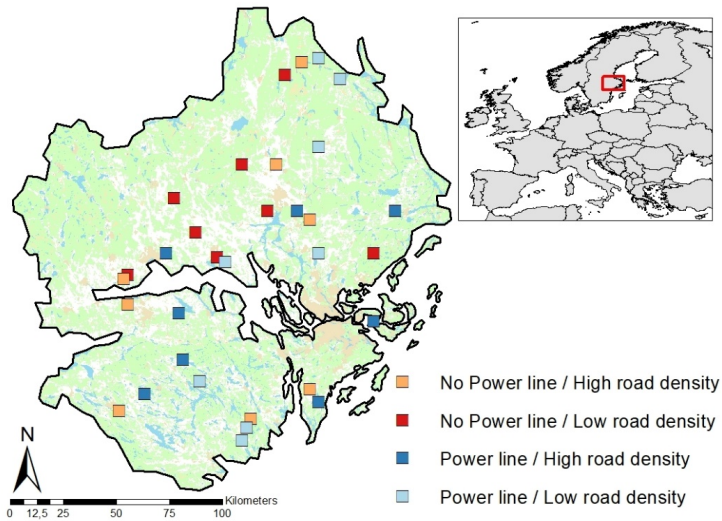 No Power line / High road density
No Power line / Low road density
Power line / High road density
Power line / Low road density
N
Kilometers
0 12,5 25 50 75 100